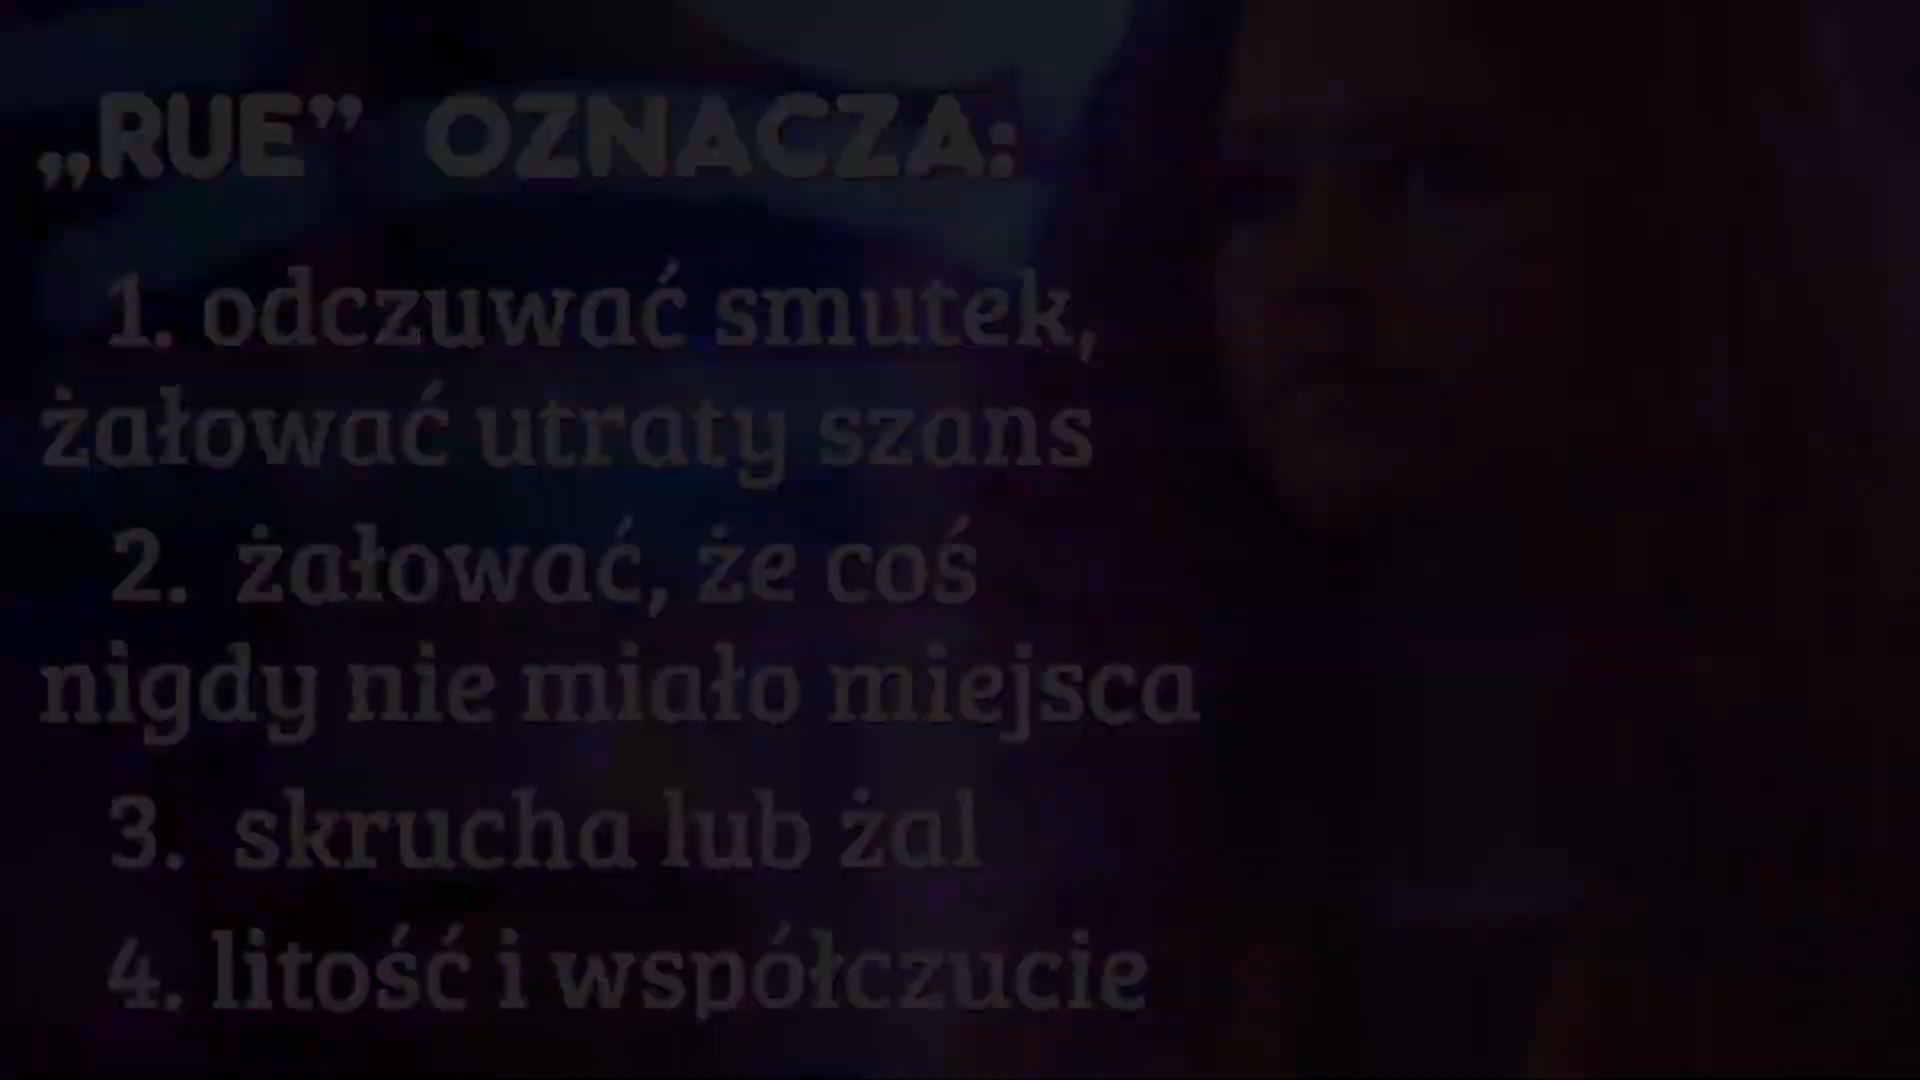 „RUE” OZNACZA:
1. odczuwać smutek,
żałować utraty szans
2. żałować, że coś
nigdy nie miało miejsca
3. skrucha lub żal
4. litość i współczucie